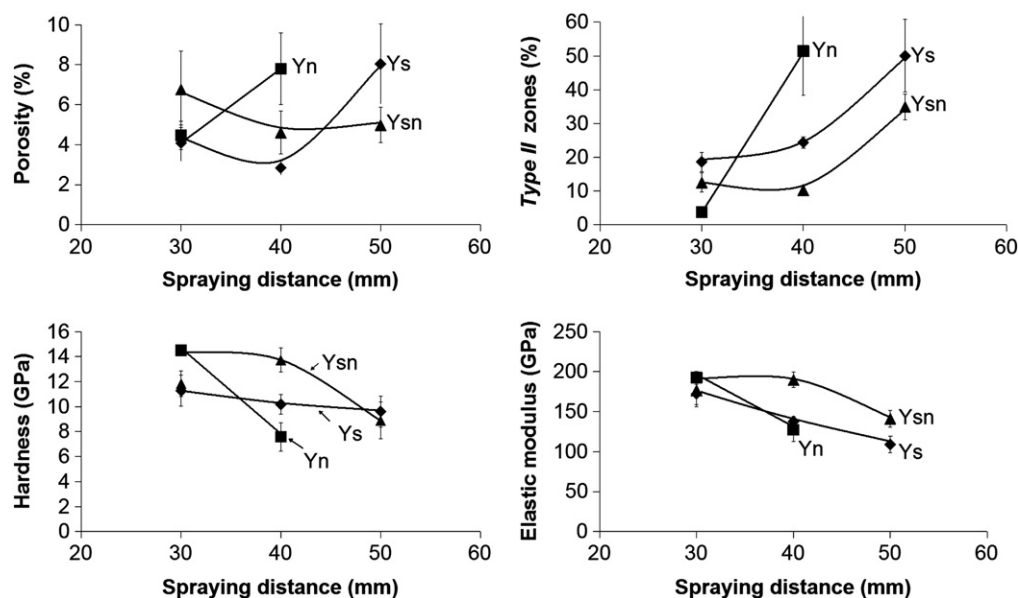 10
8
6
4
2
0
Porosity (%)
Yn
Ys
Ysn
20 30 40 50 60
Spraying distance (mm)
60
50
40
30
20
10
0
Type II zones (%)
Yn
Ys
Ysn
20 30 40 50 60
Spraying distance (mm)
16
14
12
10
8
6
4
2
0
Hardness (GPa)
Ysn
Ys
Yn
20 30 40 50 60
Spraying distance (mm)
250
200
150
100
50
0
Elastic modulus (GPa)
Ysn
Yn
Ys
20 30 40 50 60
Spraying distance (mm)